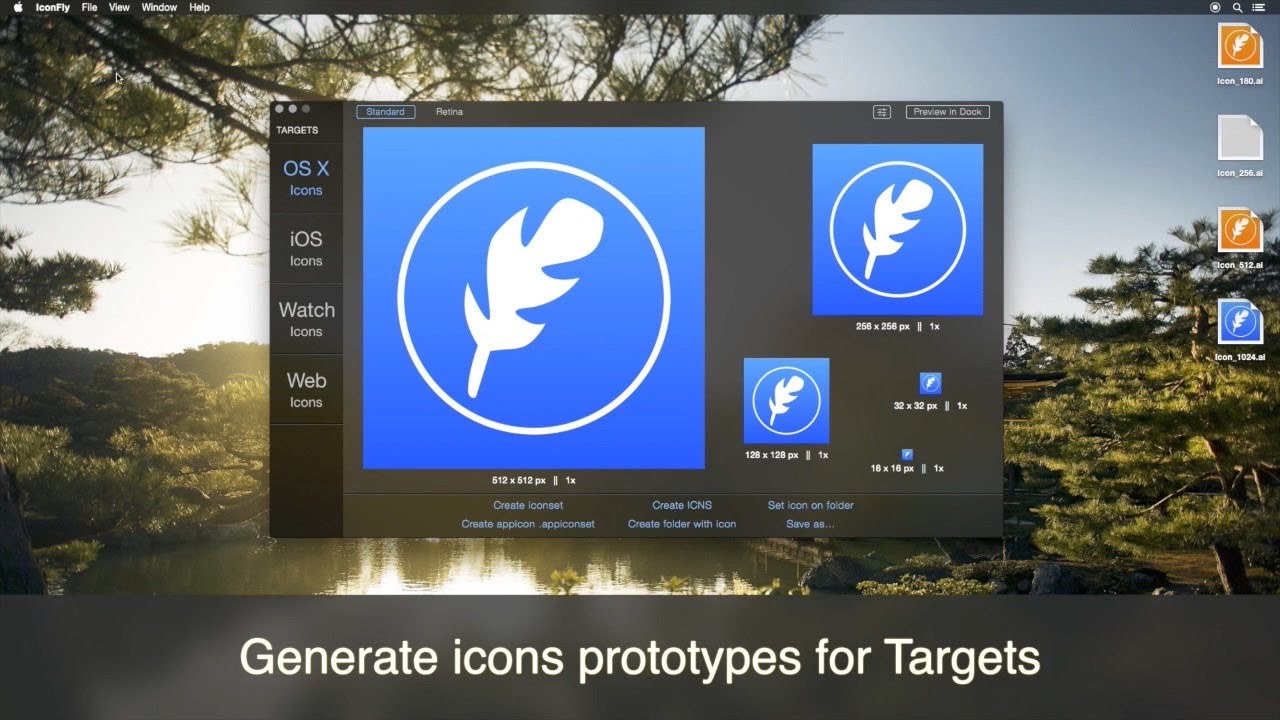 IconFly File View Window Help
Icon_180.ai
Icon_256.ai
Icon_512.ai
Icon_1024.ai
TARGETS
OS X
Icons
iOS
Icons
Watch
Icons
Web
Icons
Standard Retina Preview in Dock
512 x 512 px || 1x
256 x 256 px || 1x
128 x 128 px || 1x
32 x 32 px || 1x
16 x 16 px || 1x
Create iconset Create ICNS Set icon on folder
Create appicon .appiconset Create folder with icon Save as...
Generate icons prototypes for Targets